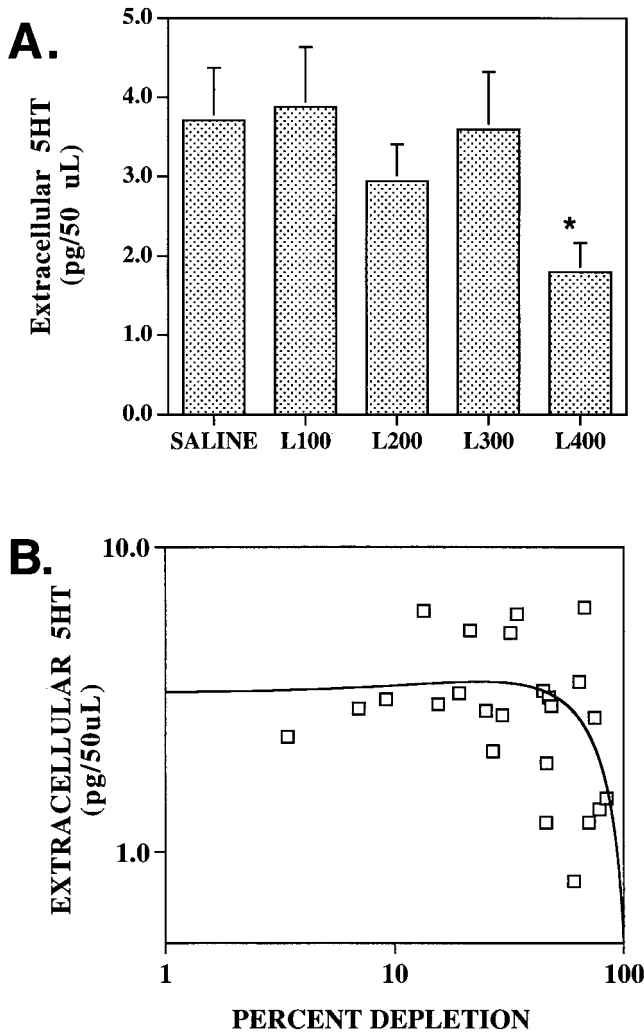 A.
Extracellular 5HT
(pg/50 uL)
5.0
4.0
3.0
2.0
1.0
0.0
*
SALINE L100 L200 L300 L400
B.
EXTRACELLULAR 5HT
(pg/50uL)
10.0
1.0
1 10 100
PERCENT DEPLETION